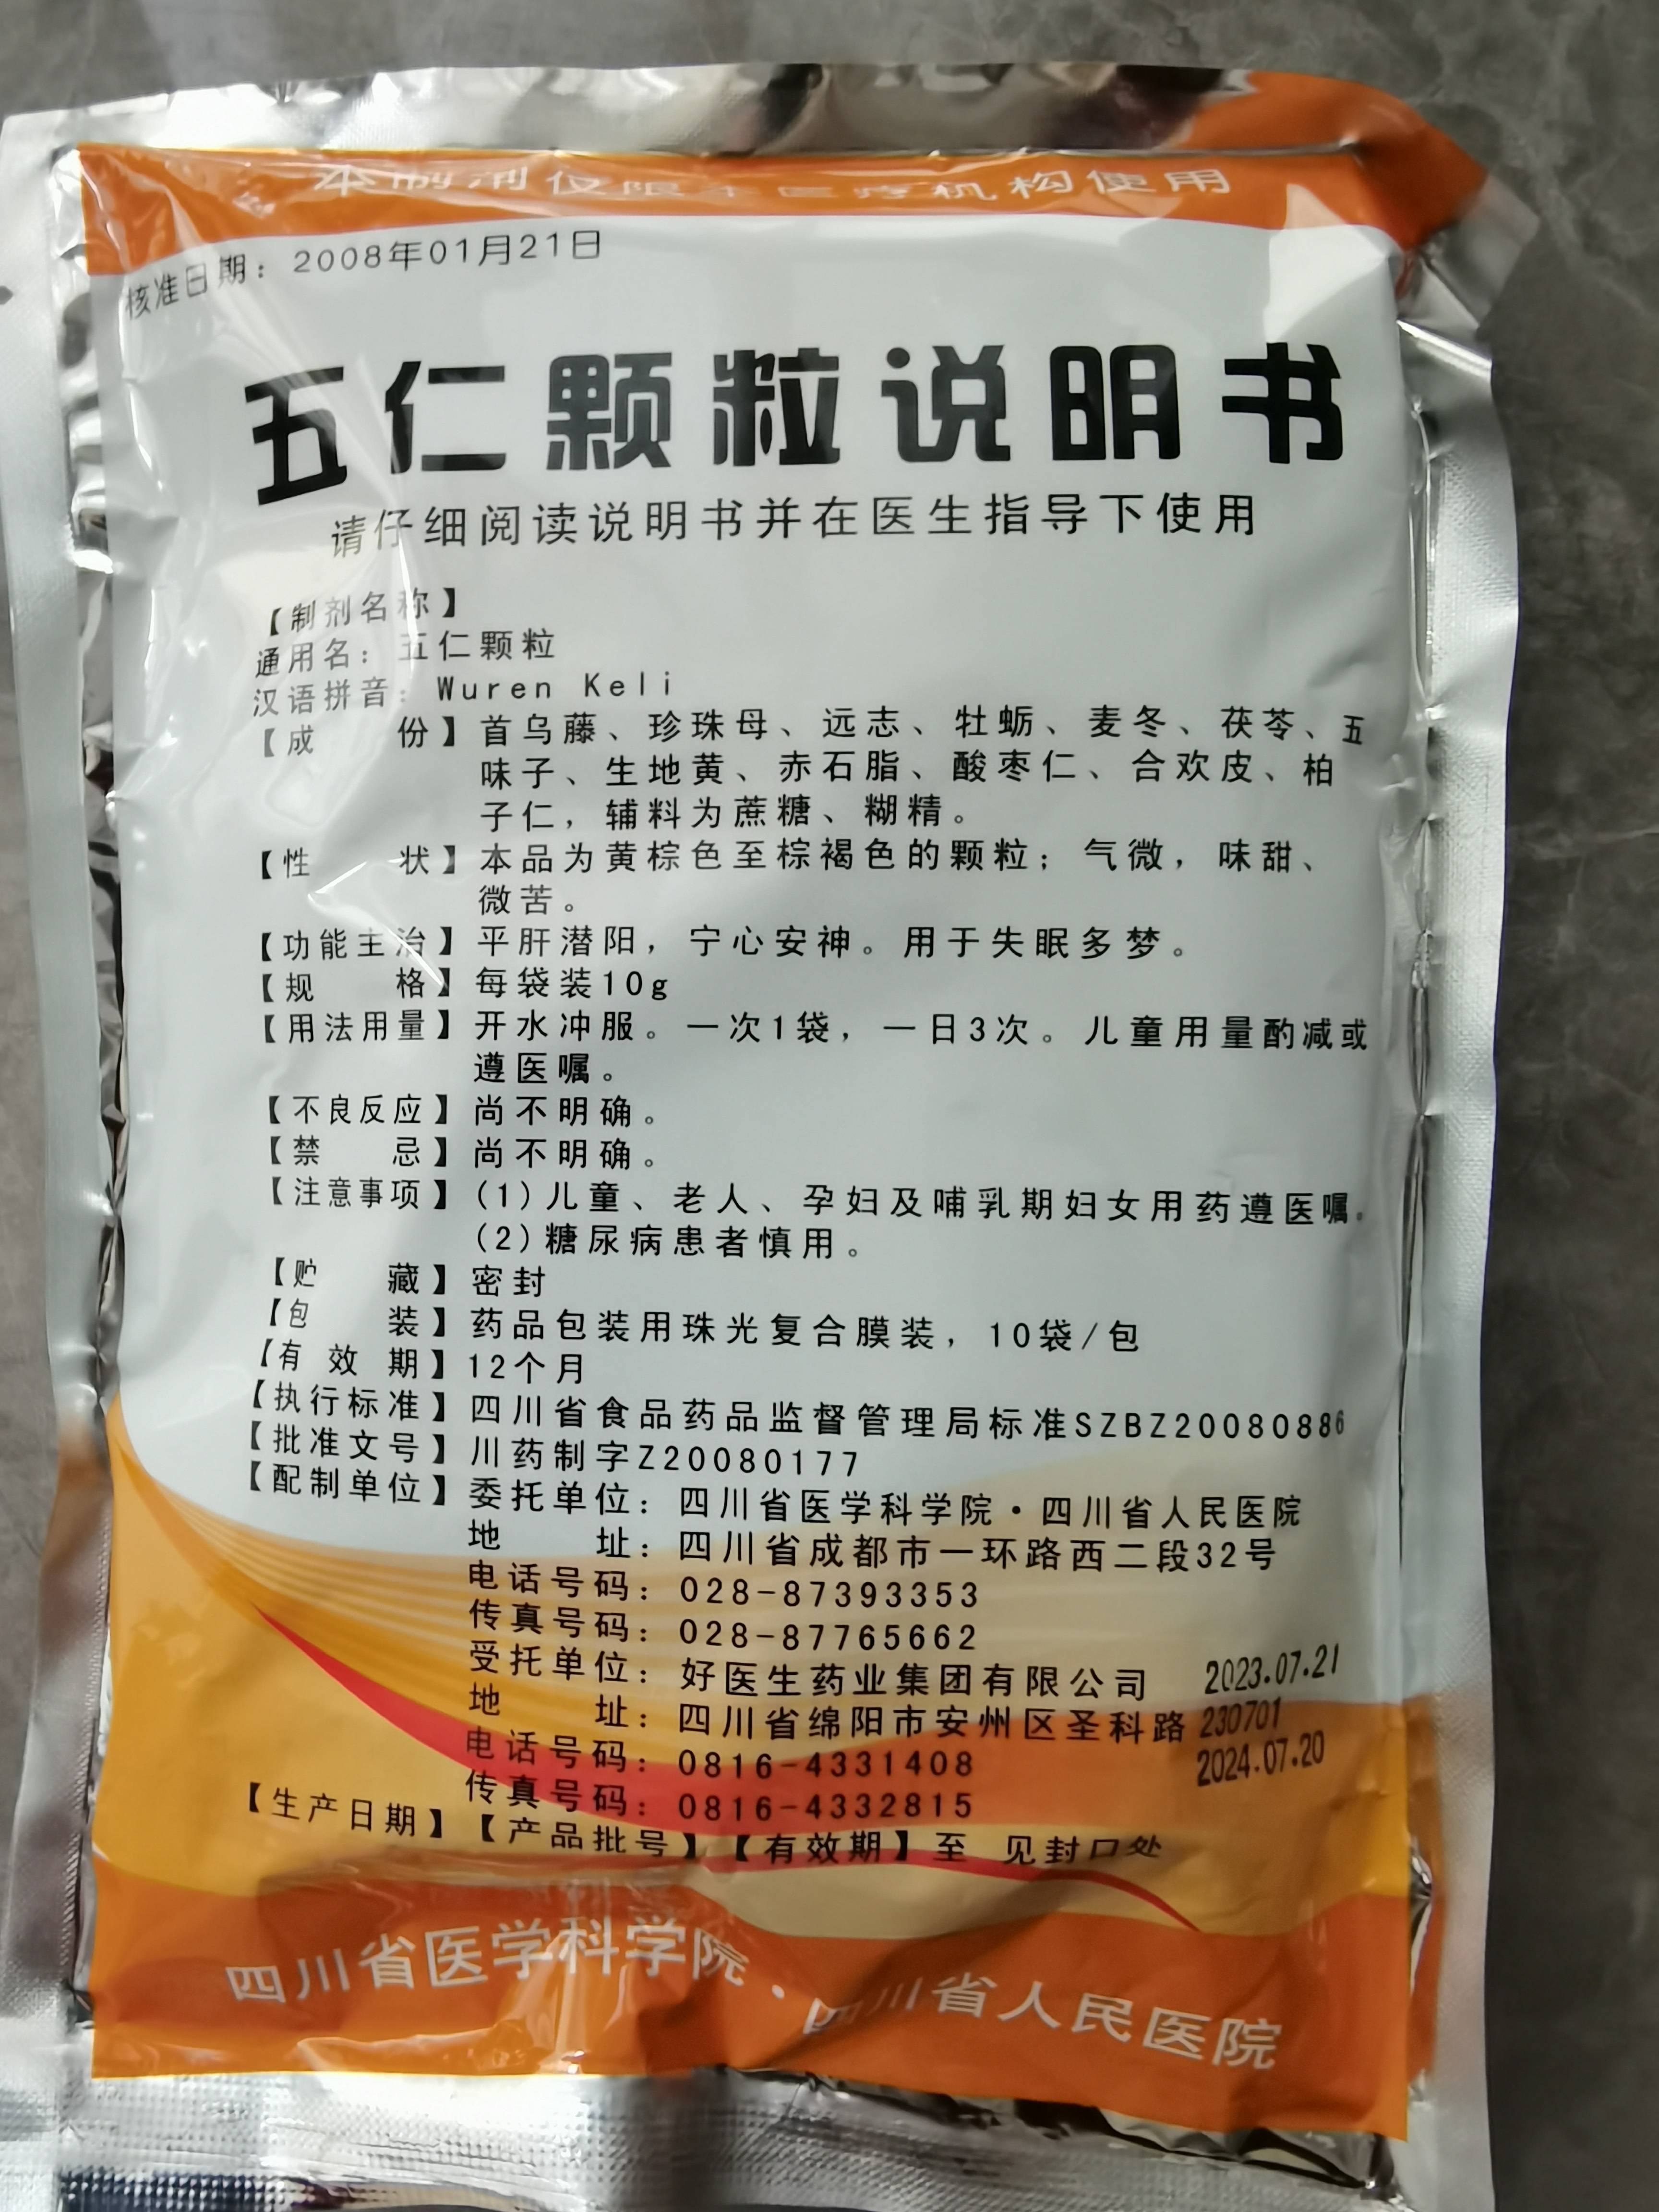 本制剂仅限本医疗机构使用
核准日期：2008年01月21日
五仁颗粒说明书
请仔细阅读说明书并在医生指导下使用
【制剂名称】
通用名：五仁颗粒
汉语拼音：Wuren Keli
【成份】首乌藤、珍珠母、远志、牡蛎、麦冬、茯苓、五
味子、生地黄、赤石脂、酸枣仁、合欢皮、柏
子仁，辅料为蔗糖、糊精。
【性状】本品为黄棕色至棕褐色的颗粒；气微，味甜、
微苦。
【功能主治】平肝潜阳，宁心安神。用于失眠多梦。
【规格】每袋装10g
【用法用量】开水冲服。一次1袋，一日3次。儿童用量酌减或
遵医嘱。
【不良反应】尚不明确。
【禁忌】尚不明确。
【注意事项】(1)儿童、老人、孕妇及哺乳期妇女用药遵医嘱。
(2)糖尿病患者慎用。
【贮藏】密封
【包装】药品包装用珠光复合膜装，10袋/包
【有效期】12个月
【执行标准】四川省食品药品监督管理局标准SZBZ20080886
【批准文号】川药制字Z20080177
【配制单位】委托单位：四川省医学科学院·四川省人民医院
地址：四川省成都市一环路西二段32号
电话号码：028-87393353
传真号码：028-87765662
受托单位：好医生药业集团有限公司
地址：四川省绵阳市安州区圣科路
电话号码：0816-4331408
传真号码：0816-4332815
2023.07.21
230701
2024.07.20
【生产日期】【产品批号】【有效期】至 见封口处
四川省医学科学院·四川省人民医院